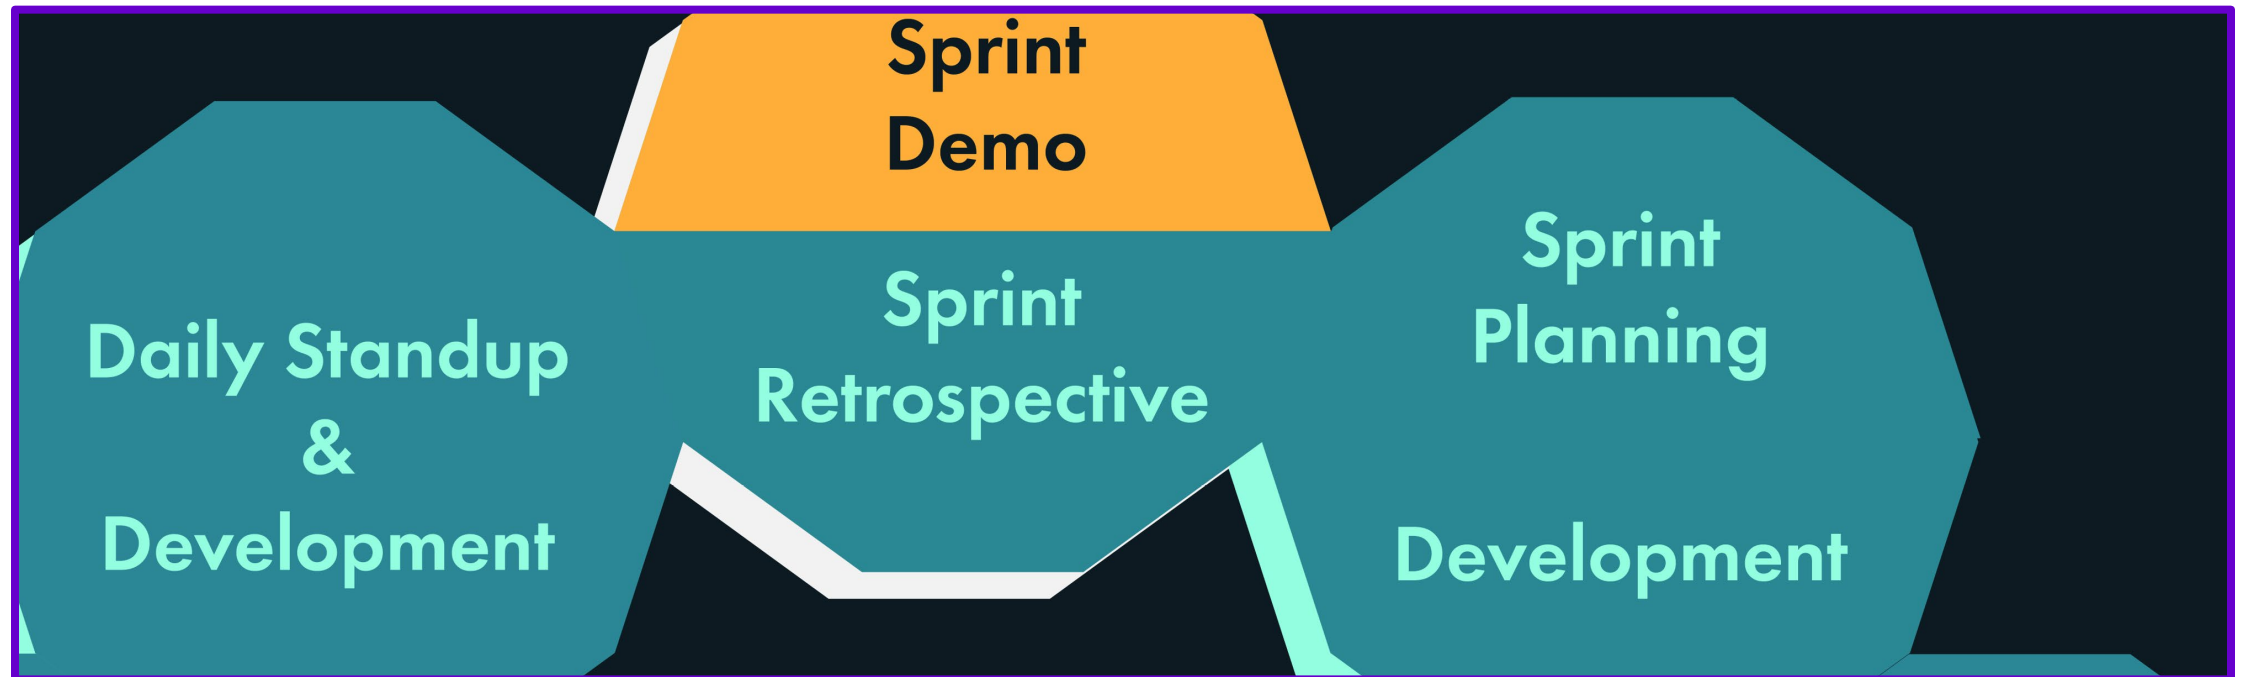 Daily Standup
&
Development
Sprint
Demo
Sprint
Retrospective
Sprint
Planning
Development